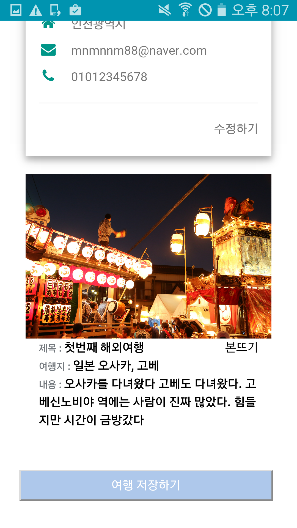 오후 8:07
인천광역시
mnmnnm88@naver.com
01012345678
수정하기
제목 : 첫번째 해외여행 본뜨기
여행지 : 일본 오사카, 고베
내용 : 오사카를 다녀왔다 고베도 다녀왔다. 고
베신노비야 역에는 사람이 진짜 많았다. 힘들
지만 시간이 금방갔다
여행 저장하기